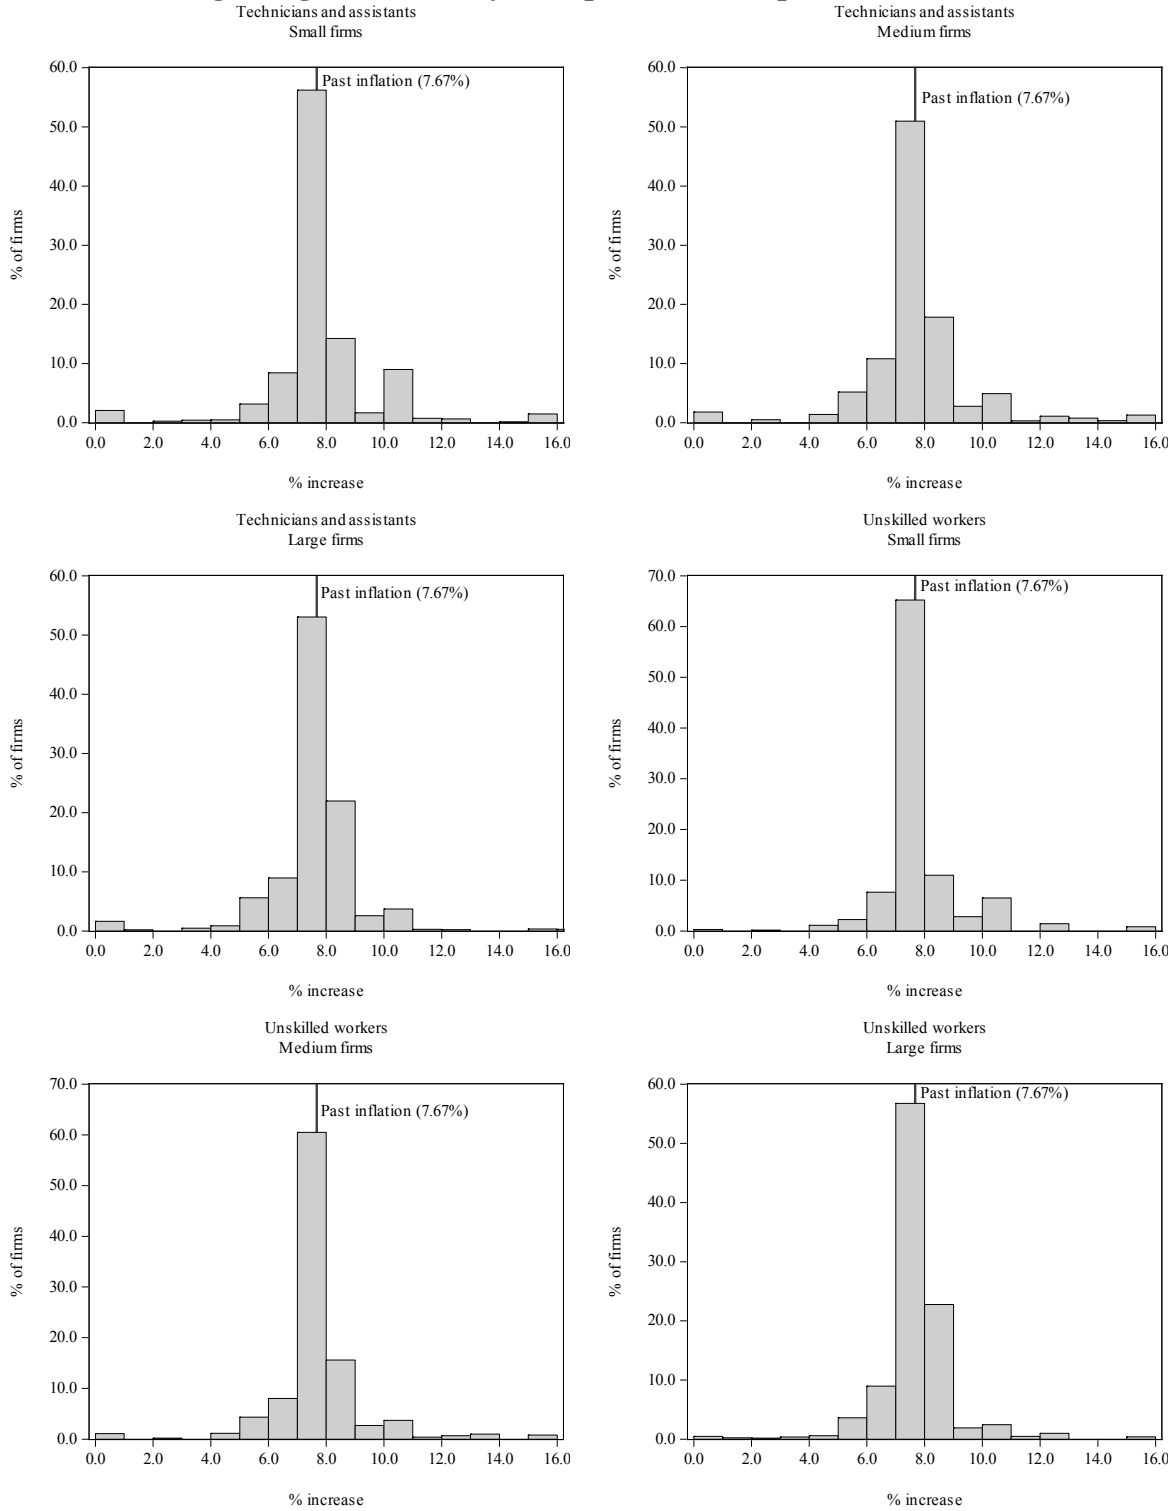 Technicians and assistants
Small firms
60.0
50.0
40.0
30.0
20.0
10.0
0.0
% of firms
Past inflation (7.67%)
0.0 2.0 4.0 6.0 8.0 10.0 12.0 14.0 16.0
% increase
Technicians and assistants
Medium firms
60.0
50.0
40.0
30.0
20.0
10.0
0.0
% of firms
Past inflation (7.67%)
0.0 2.0 4.0 6.0 8.0 10.0 12.0 14.0 16.0
% increase
Technicians and assistants
Large firms
60.0
50.0
40.0
30.0
20.0
10.0
0.0
% of firms
Past inflation (7.67%)
0.0 2.0 4.0 6.0 8.0 10.0 12.0 14.0 16.0
% increase
Unskilled workers
Small firms
70.0
60.0
50.0
40.0
30.0
20.0
10.0
0.0
% of firms
Past inflation (7.67%)
0.0 2.0 4.0 6.0 8.0 10.0 12.0 14.0 16.0
% increase
Unskilled workers
Medium firms
70.0
60.0
50.0
40.0
30.0
20.0
10.0
0.0
% of firms
Past inflation (7.67%)
0.0 2.0 4.0 6.0 8.0 10.0 12.0 14.0 16.0
% increase
Unskilled workers
Large firms
60.0
50.0
40.0
30.0
20.0
10.0
0.0
% of firms
Past inflation (7.67%)
0.0 2.0 4.0 6.0 8.0 10.0 12.0 14.0 16.0
% increase